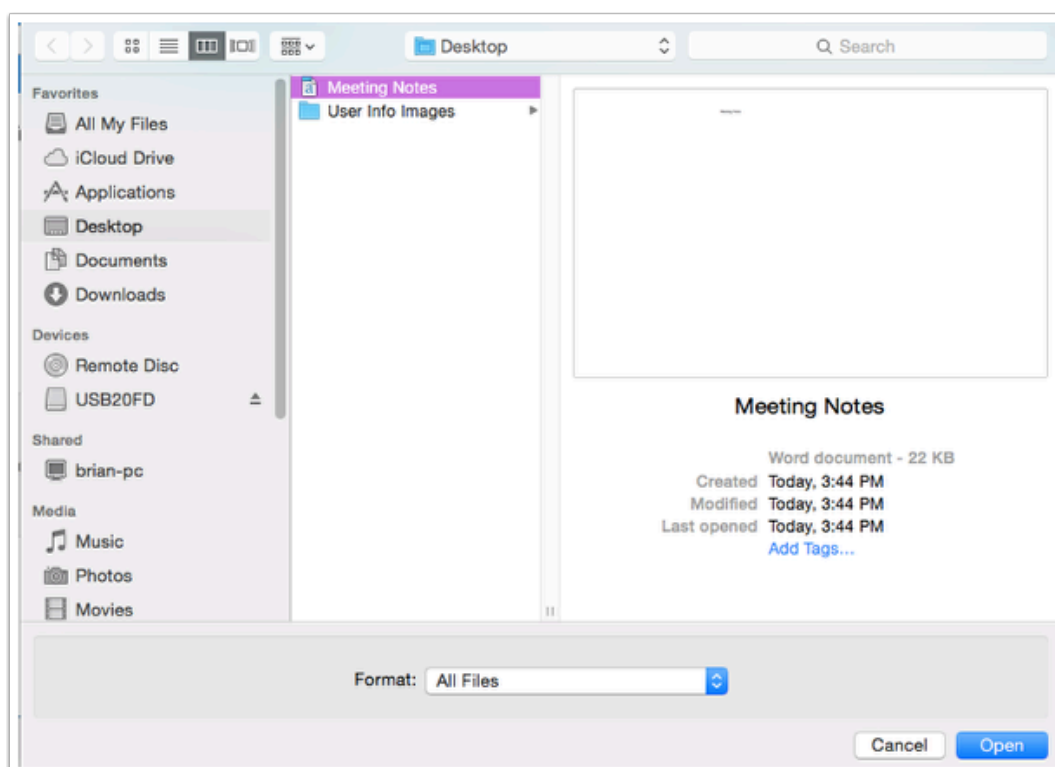 Desktop
Search
Favorites
All My Files
iCloud Drive
Applications
Desktop
Documents
Downloads
Devices
Remote Disc
USB20FD
Shared
brian-pc
Media
Music
Photos
Movies
Meeting Notes
User Info Images
Meeting Notes
Word document - 22 KB
Created Today, 3:44 PM
Modified Today, 3:44 PM
Last opened Today, 3:44 PM
Add Tags...
Format: All Files
Cancel Open